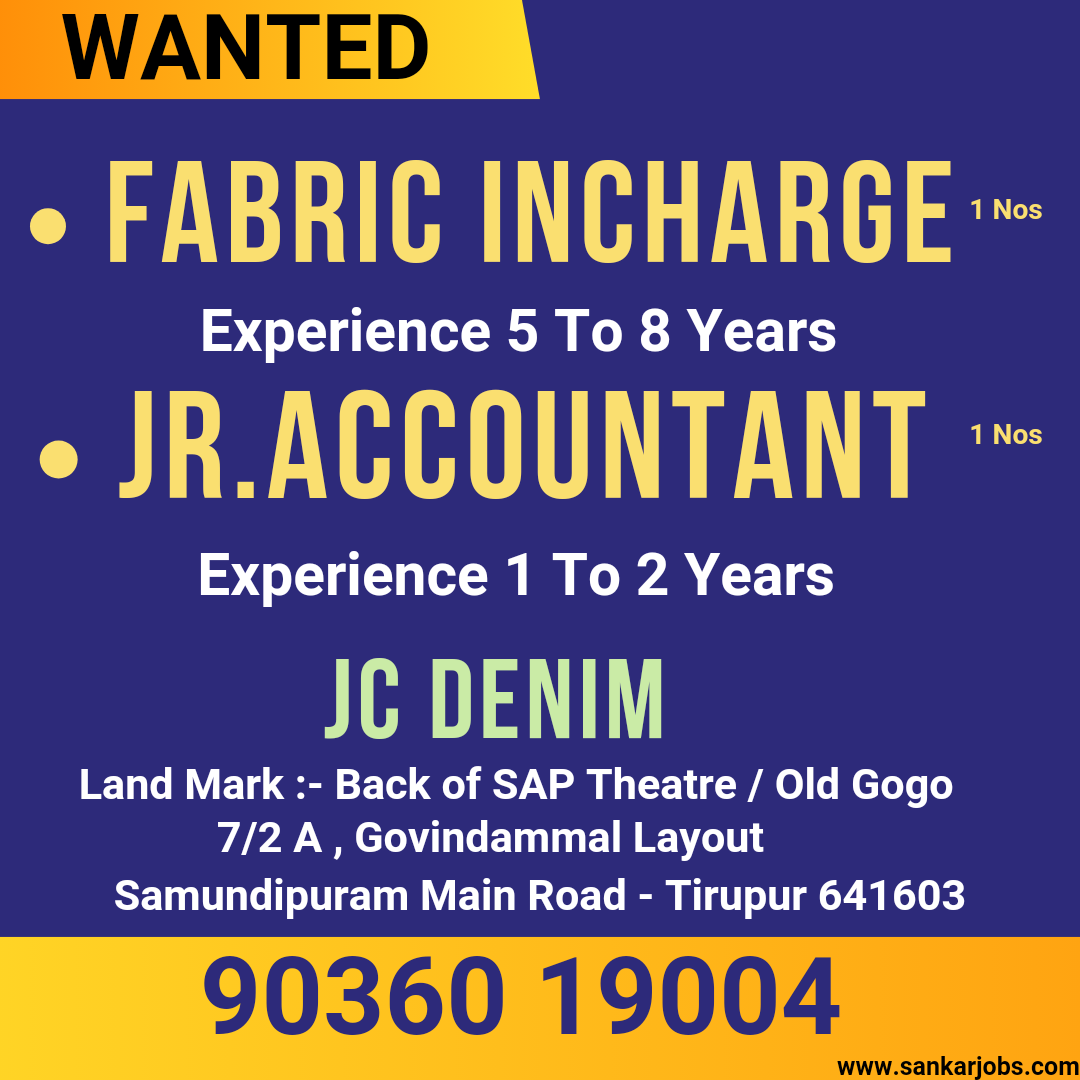 WANTED
• FABRIC INCHARGE 1 Nos
Experience 5 To 8 Years
• JR.ACCOUNTANT 1 Nos
Experience 1 To 2 Years
JC DENIM
Land Mark :- Back of SAP Theatre / Old Gogo
7/2 A , Govindammal Layout
Samundipuram Main Road - Tirupur 641603
90360 19004
www.sankarjobs.com